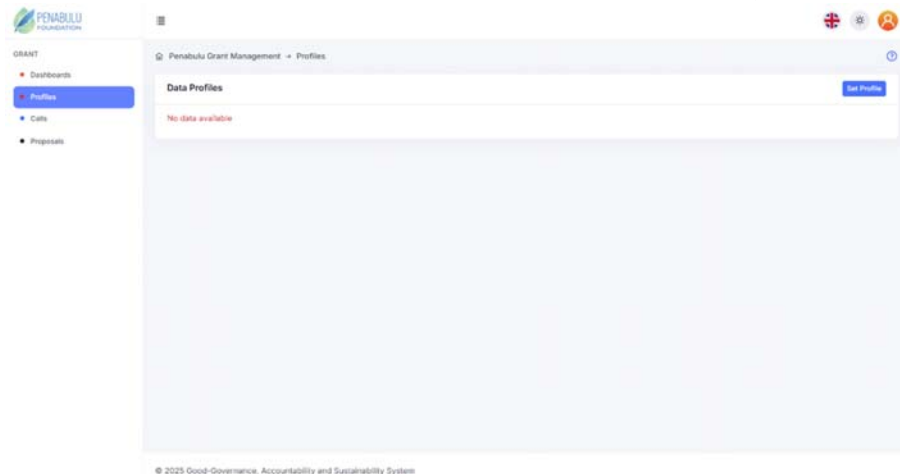 PENABULU
FOUNDATION
GRANT
Dashboards
Profiles
Calls
Proposals
Penabulu Grant Management → Profiles
Data Profiles
Set Profile
No data available
© 2025 Good-Governance, Accountability and Sustainability System